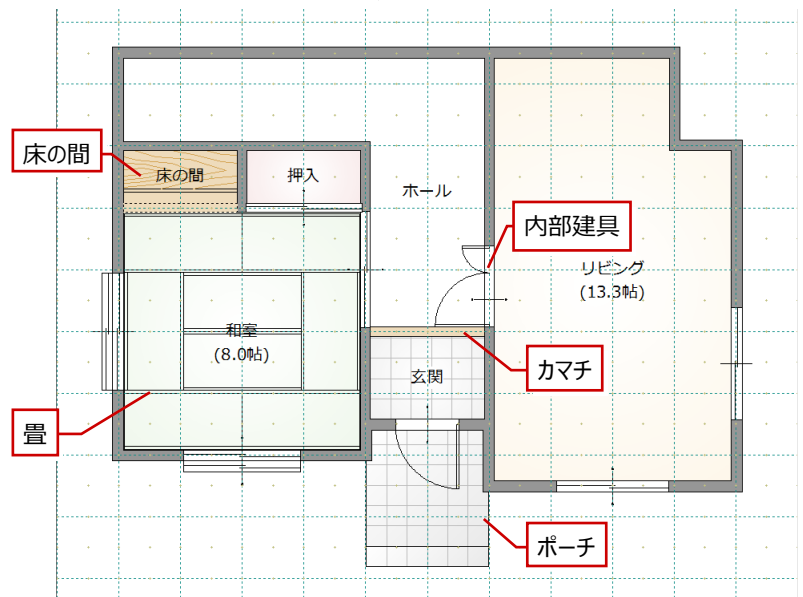 床の間
床の間
押入
ホール
内部建具
リビング
(13.3帖)
和室
(8.0帖)
カマチ
玄関
畳
ポーチ